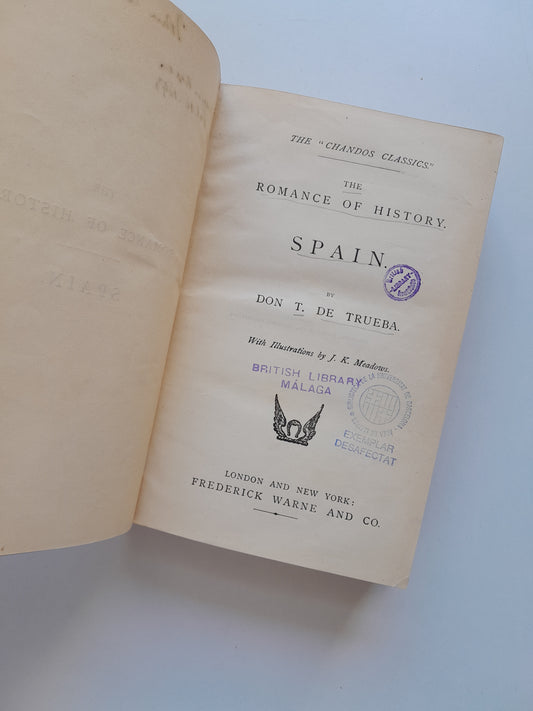 THE "CHANDOS CLASSICS."
THE
ROMANCE OF HISTORY.
SPAIN.
BY
DON T. DE TRUEBA.
With Illustrations by J. K. Meadows.
BRITISH LIBRARY
MÁLAGA
EXEMPLAR
DESAFECTAT
LONDON AND NEW YORK:
FREDERICK WARNE AND CO.